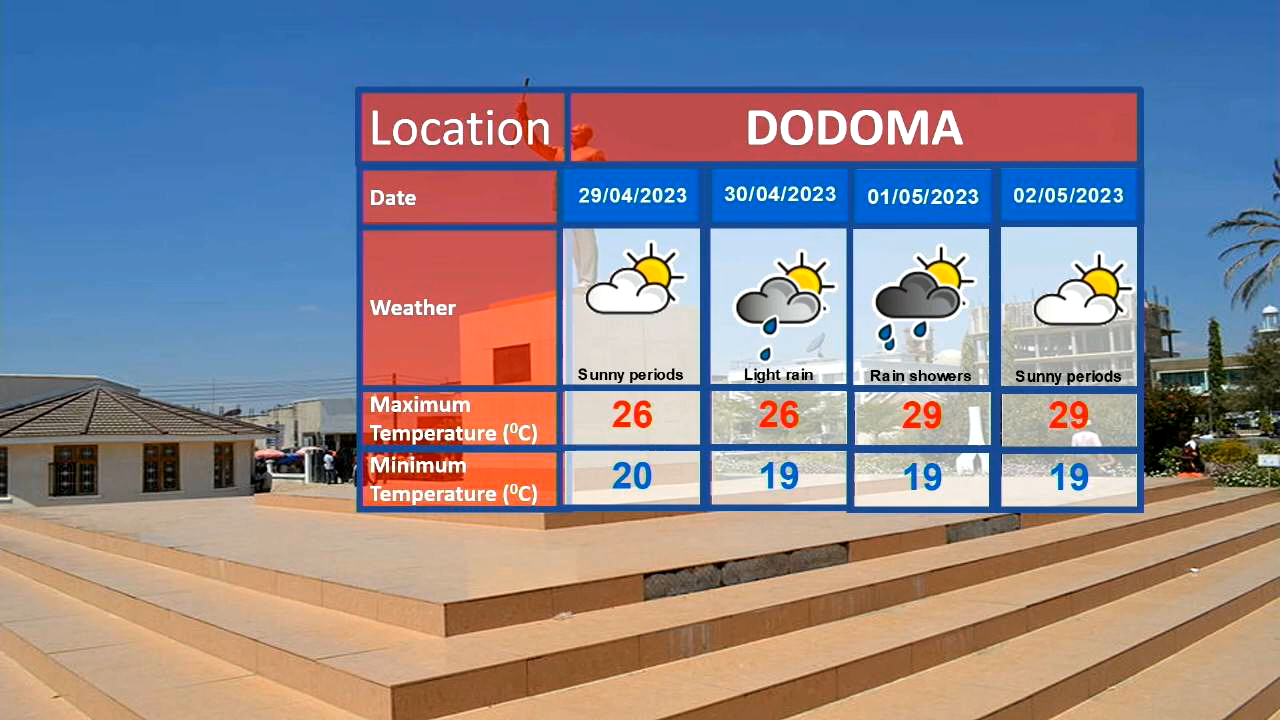 Location DODOMA
Date 29/04/2023 30/04/2023 01/05/2023 02/05/2023
Weather
Sunny periods Light rain Rain showers Sunny periods
Maximum
Temperature (⁰C) 26 26 29 29
Minimum
Temperature (⁰C) 20 19 19 19